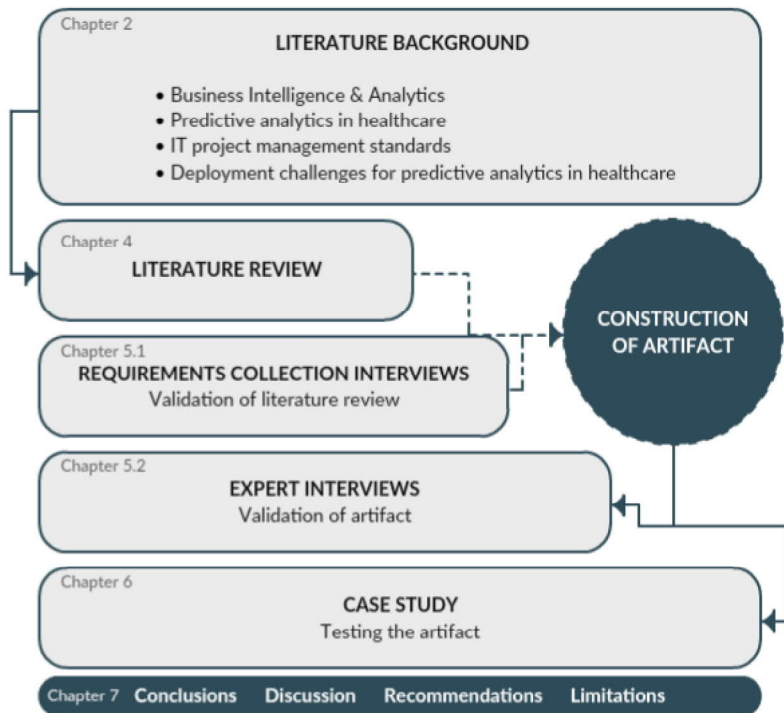 Chapter 2
LITERATURE BACKGROUND
• Business Intelligence & Analytics
• Predictive analytics in healthcare
• IT project management standards
• Deployment challenges for predictive analytics in healthcare
Chapter 4
LITERATURE REVIEW
CONSTRUCTION
OF ARTIFACT
Chapter 5.1
REQUIREMENTS COLLECTION INTERVIEWS
Validation of literature review
Chapter 5.2
EXPERT INTERVIEWS
Validation of artifact
Chapter 6
CASE STUDY
Testing the artifact
Chapter 7 Conclusions Discussion Recommendations Limitations